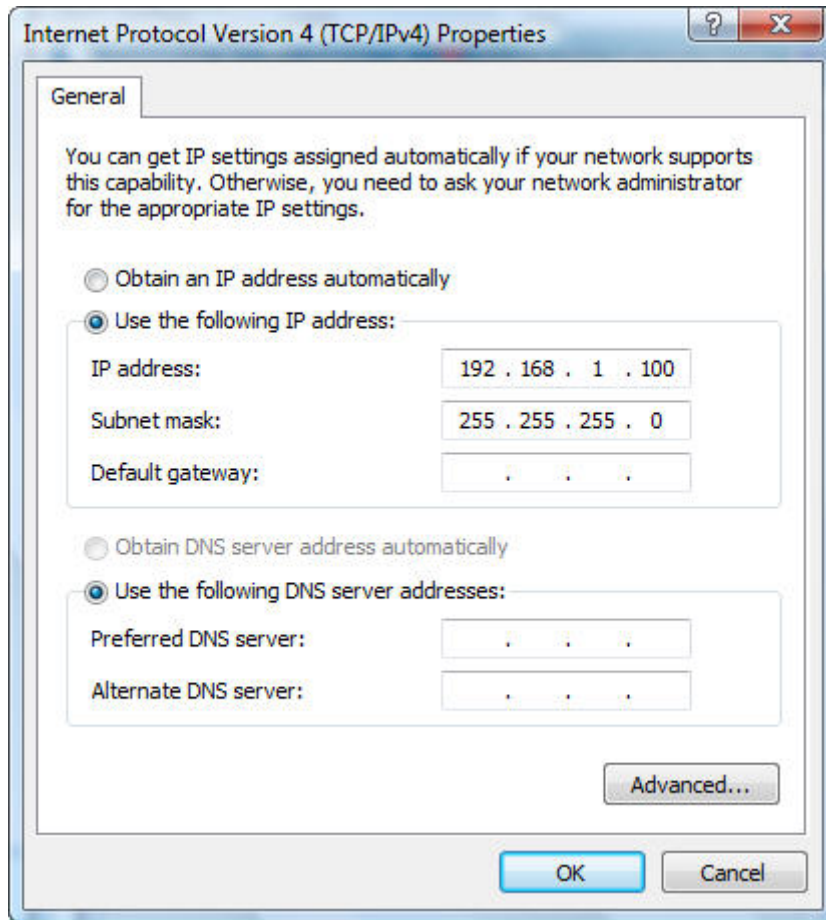 Internet Protocol Version 4 (TCP/IPv4) Properties
?
X
General
You can get IP settings assigned automatically if your network supports
this capability. Otherwise, you need to ask your network administrator
for the appropriate IP settings.
Obtain an IP address automatically
Use the following IP address:
IP address: 192 . 168 . 1 . 100
Subnet mask: 255 . 255 . 255 . 0
Default gateway: . . .
Obtain DNS server address automatically
Use the following DNS server addresses:
Preferred DNS server: . . .
Alternate DNS server: . . .
Advanced...
OK Cancel